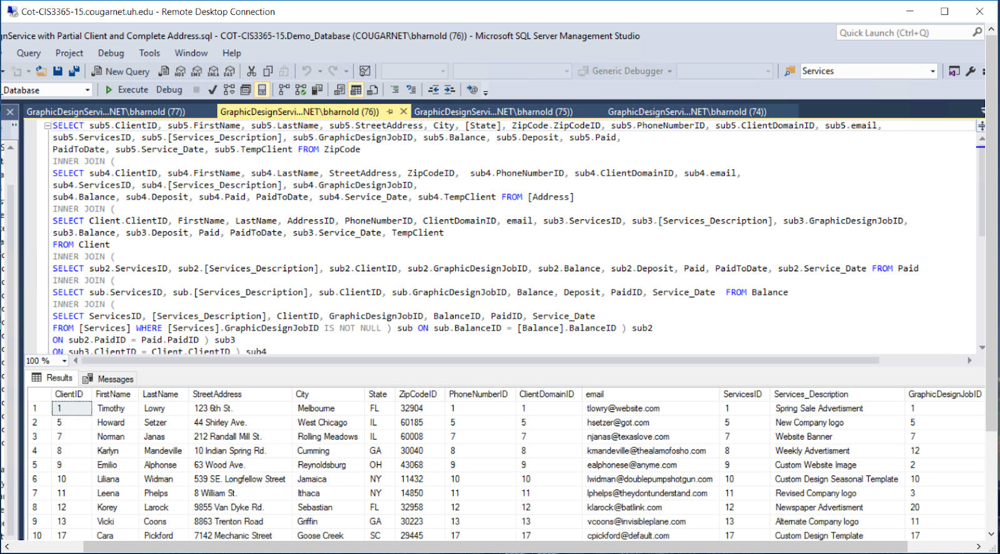 Cot-CIS3365-15.cougarnet.uh.edu - Remote Desktop Connection
gnService with Partial Client and Complete Address.sql - COT-CIS3365-15.Demo_Database (COUGARNET\bharnold (76)) - Microsoft SQL Server Management Studio
Quick Launch (Ctrl+Q)
Query Project Debug Tools Window Help
New Query MDX DMX XMLA DAX Generic Debugger Services
_Database Execute Debug
GraphicDesignServi...NET\bharnold (77)) GraphicDesignServi...NET\bharnold (76)) GraphicDesignServi...NET\bharnold (75)) GraphicDesignServi...NET\bharnold (74))
SELECT sub5.ClientID, sub5.FirstName, sub5.LastName, sub5.StreetAddress, City, [State], ZipCode.ZipCodeID, sub5.PhoneNumberID, sub5.ClientDomainID, sub5.email,
sub5.ServicesID, sub5.[Services_Description], sub5.GraphicDesignJobID, sub5.Balance, sub5.Deposit, sub5.Paid,
PaidToDate, sub5.Service_Date, sub5.TempClient FROM ZipCode
INNER JOIN (
SELECT sub4.ClientID, sub4.FirstName, sub4.LastName, StreetAddress, ZipCodeID, sub4.PhoneNumberID, sub4.ClientDomainID, sub4.email,
sub4.ServicesID, sub4.[Services_Description], sub4.GraphicDesignJobID,
sub4.Balance, sub4.Deposit, sub4.Paid, PaidToDate, sub4.Service_Date, sub4.TempClient FROM [Address]
INNER JOIN (
SELECT Client.ClientID, FirstName, LastName, AddressID, PhoneNumberID, ClientDomainID, email, sub3.ServicesID, sub3.[Services_Description], sub3.GraphicDesignJobID,
sub3.Balance, sub3.Deposit, Paid, PaidToDate, sub3.Service_Date, TempClient
FROM Client
INNER JOIN (
SELECT sub2.ServicesID, sub2.[Services_Description], sub2.ClientID, sub2.GraphicDesignJobID, sub2.Balance, sub2.Deposit, Paid, PaidToDate, sub2.Service_Date FROM Paid
INNER JOIN (
SELECT sub.ServicesID, sub.[Services_Description], sub.ClientID, sub.GraphicDesignJobID, Balance, Deposit, PaidID, Service_Date FROM Balance
INNER JOIN (
SELECT ServicesID, [Services_Description], ClientID, GraphicDesignJobID, BalanceID, PaidID, Service_Date
FROM [Services] WHERE [Services].GraphicDesignJobID IS NOT NULL ) sub ON sub.BalanceID = [Balance].BalanceID ) sub2
ON sub2.PaidID = Paid.PaidID ) sub3
ON sub3.ClientID = Client.ClientID ) sub4
100 %
Results Messages
ClientID FirstName LastName StreetAddress City State ZipCodeID PhoneNumberID ClientDomainID email ServicesID Services_Description GraphicDesignJobID
1 1 Timothy Lowry 123 6th St. Melbourne FL 32904 1 1 tlowry@website.com 1 Spring Sale Advertisment 1
2 5 Howard Setzer 44 Shirley Ave. West Chicago IL 60185 5 5 hsetzer@got.com 5 New Company logo 5
3 7 Norman Janas 212 Randall Mill St. Rolling Meadows IL 60008 7 7 njanas@texaslove.com 7 Website Banner 7
4 8 Karlyn Mandeville 10 Indian Spring Rd. Cumming GA 30040 8 8 kmandeville@thealamofosho.com 8 Weekly Advertisment 12
5 9 Emilio Alphonse 63 Wood Ave. Reynoldsburg OH 43068 9 9 ealphonese@anyme.com 9 Custom Website Image 2
6 10 Liliana Widman 539 SE. Longfellow Street Jamaica NY 11432 10 10 lwidman@doublepumpshotgun.com 10 Custom Design Seasonal Template 10
7 11 Leena Phelps 8 William St. Ithaca NY 14850 11 11 lphelps@theydontunderstand.com 11 Revised Company logo 3
8 12 Korey Larock 9855 Van Dyke Rd. Sebastian FL 32958 12 12 klarock@batlink.com 12 Newspaper Advertisment 20
9 13 Vicki Coons 8863 Trenton Road Griffin GA 30223 13 13 vcoons@invisibleplane.com 13 Alternate Company logo 11
10 17 Cara Pickford 7142 Mechanic Street Goose Creek SC 29445 17 17 cpickford@default.com 17 Custom Design Template 17